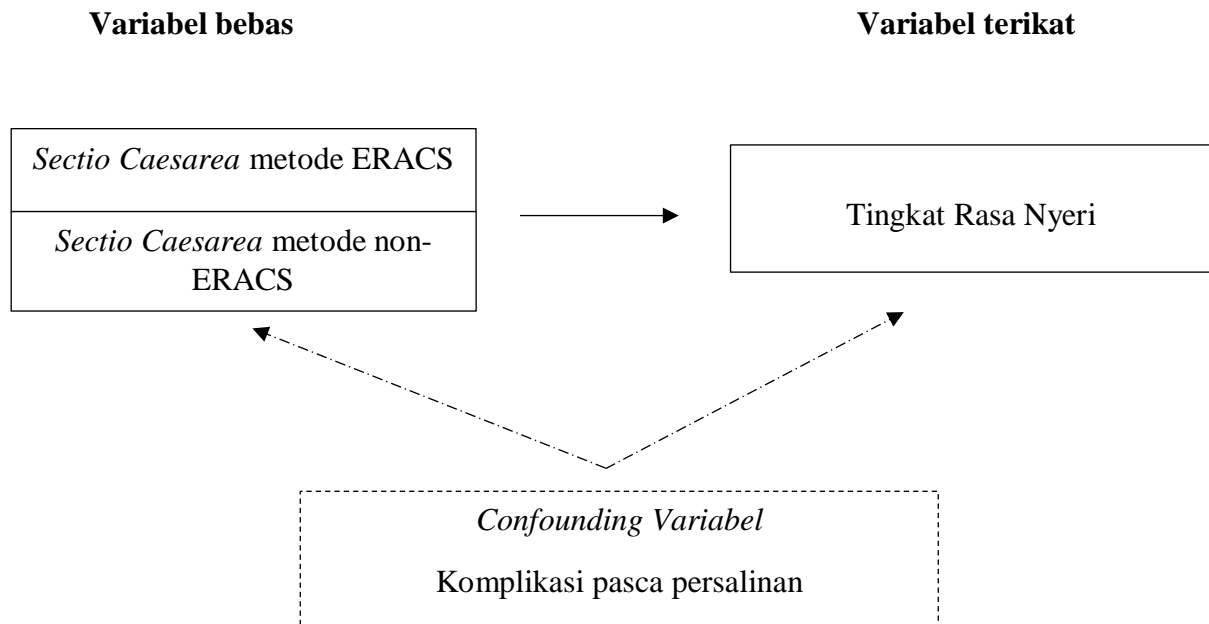 Variabel bebas
Variabel terikat
Sectio Caesarea metode ERACS
Sectio Caesarea metode non-
ERACS
Tingkat Rasa Nyeri
Confounding Variabel
Komplikasi pasca persalinan